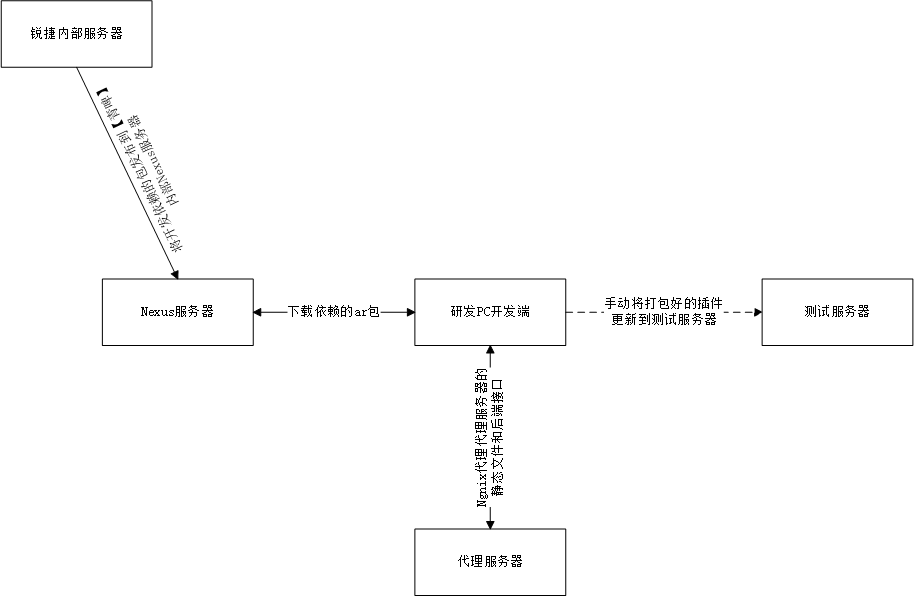 锐捷内部服务器
将开发依赖的包发布到【青啤】
内部Nexus服务器
Nexus服务器
下载依赖的ar包
研发PC开发端
手动将打包好的插件
更新到测试服务器
测试服务器
Ngnix代理代理服务器的
静态文件和后端接口
代理服务器